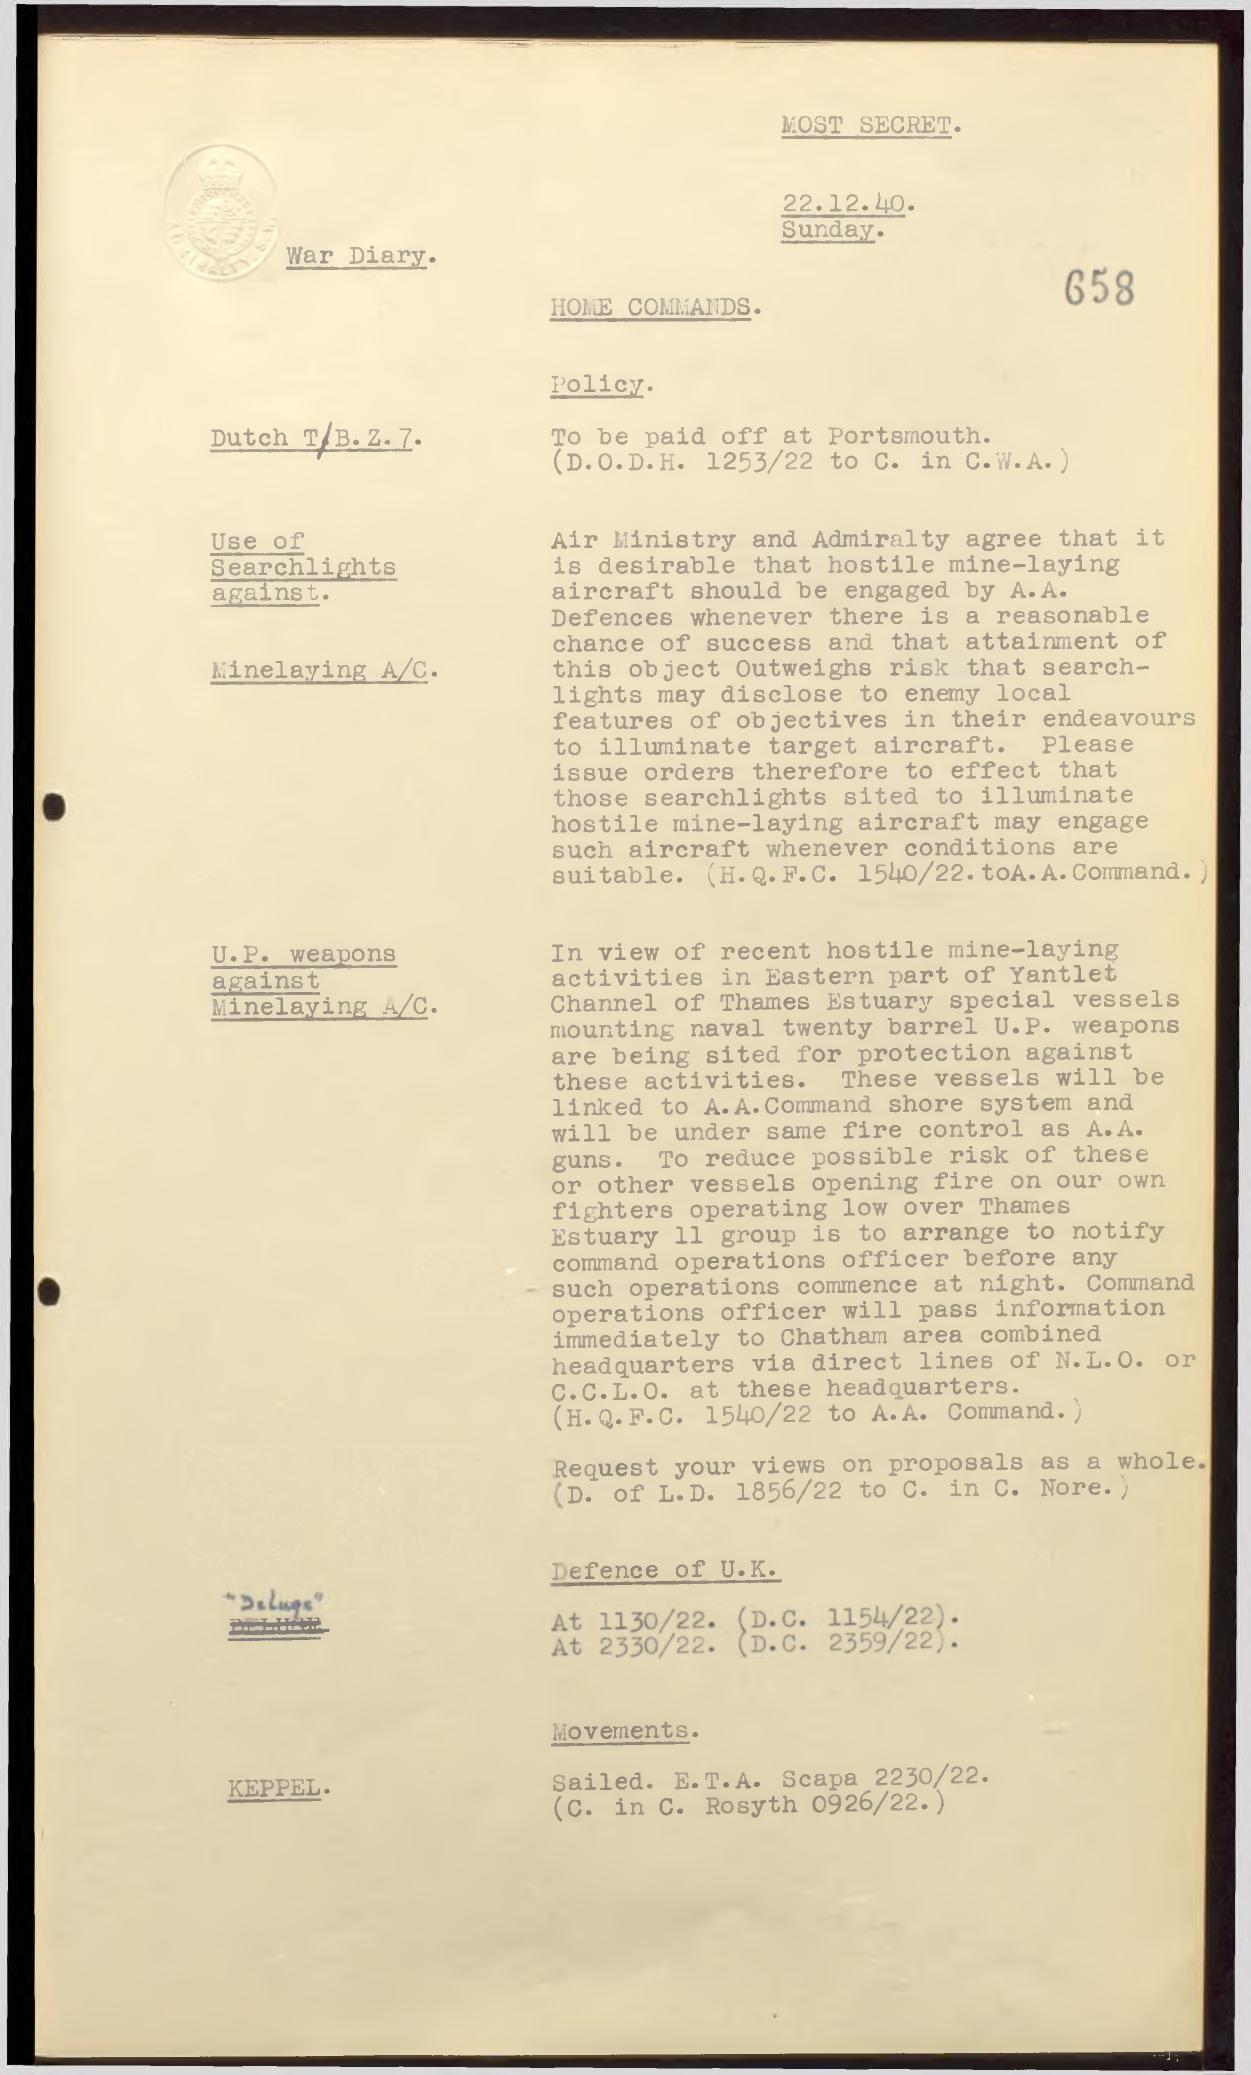 MOST SECRET.
22.12.40.
Sunday.
ADMIRALTY. S.W.
War Diary.
658
HOME COMMANDS.
Policy.
Dutch T/B.Z.7.
To be paid off at Portsmouth.
(D.O.D.H. 1253/22 to C. in C.W.A.)
Use of
Searchlights
against.
Minelaying A/C.
Air Ministry and Admiralty agree that it
is desirable that hostile mine-laying
aircraft should be engaged by A.A.
Defences whenever there is a reasonable
chance of success and that attainment of
this object Outweighs risk that search-
lights may disclose to enemy local
features of objectives in their endeavours
to illuminate target aircraft. Please
issue orders therefore to effect that
those searchlights sited to illuminate
hostile mine-laying aircraft may engage
such aircraft whenever conditions are
suitable. (H.Q.F.C. 1540/22.toA.A.Command.)
U.P. weapons
against
Minelaying A/C.
In view of recent hostile mine-laying
activities in Eastern part of Yantlet
Channel of Thames Estuary special vessels
mounting naval twenty barrel U.P. weapons
are being sited for protection against
these activities. These vessels will be
linked to A.A.Command shore system and
will be under same fire control as A.A.
guns. To reduce possible risk of these
or other vessels opening fire on our own
fighters operating low over Thames
Estuary 11 group is to arrange to notify
command operations officer before any
such operations commence at night. Command
operations officer will pass information
immediately to Chatham area combined
headquarters via direct lines of N.L.O. or
C.C.L.O. at these headquarters.
(H.Q.F.C. 1540/22 to A.A. Command.)
Request your views on proposals as a whole.
(D. of L.D. 1856/22 to C. in C. Nore.)
Defence of U.K.
"Deluge"
At 1130/22. (D.C. 1154/22).
At 2330/22. (D.C. 2359/22).
Movements.
KEPPEL.
Sailed. E.T.A. Scapa 2230/22.
(C. in C. Rosyth 0926/22.)